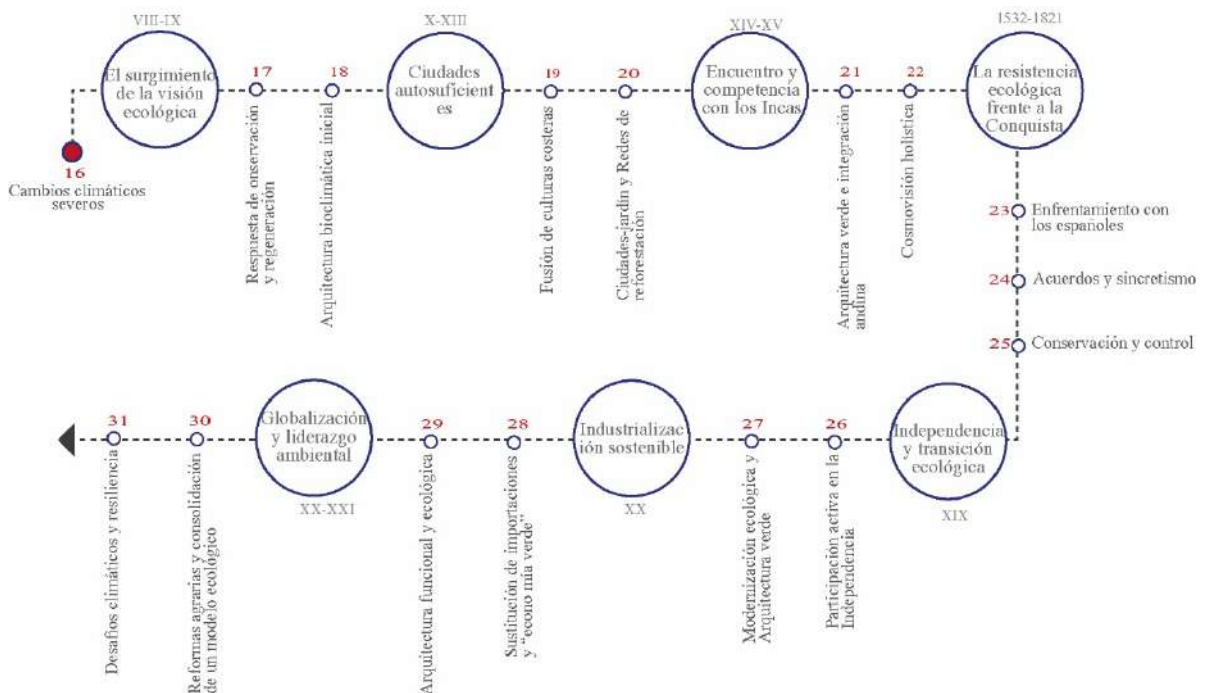 VIII-IX
El surgimiento
de la visión
ecológica
16
Cambios climáticos
severos
17
Respuesta de onservación
y regeneración
18
Arquitectura bioclimática inicial
X-XIII
Ciudades
autosuficient
es
19
Fusión de culturas costeras
20
Ciudades-jardín y Redes de
reforestación
XIV-XV
Encuentro y
competencia
con los Incas
21
Arquitectura verde e integración
andina
22
Cosmovisión holística
1532-1821
La resistencia
ecológica
frente a la
Conquista
23
Enfrentamiento con
los españoles
24
Acuerdos y sincretismo
25
Conservación y control
Independencia
y transición
ecológica
XIX
26
Participación activa en la
Independencia
27
Modernización ecológica y
Arquitectura verde
Industrializac
ión sostenible
XX
28
Sustitución de importaciones
y “econo mía verde”
29
Arquitectura funcional y ecológica
Globalización
y liderazgo
ambiental
XX-XXI
30
Reformas agrarias y consolidación
de un modelo ecológico
31
Desafíos climáticos y resiliencia